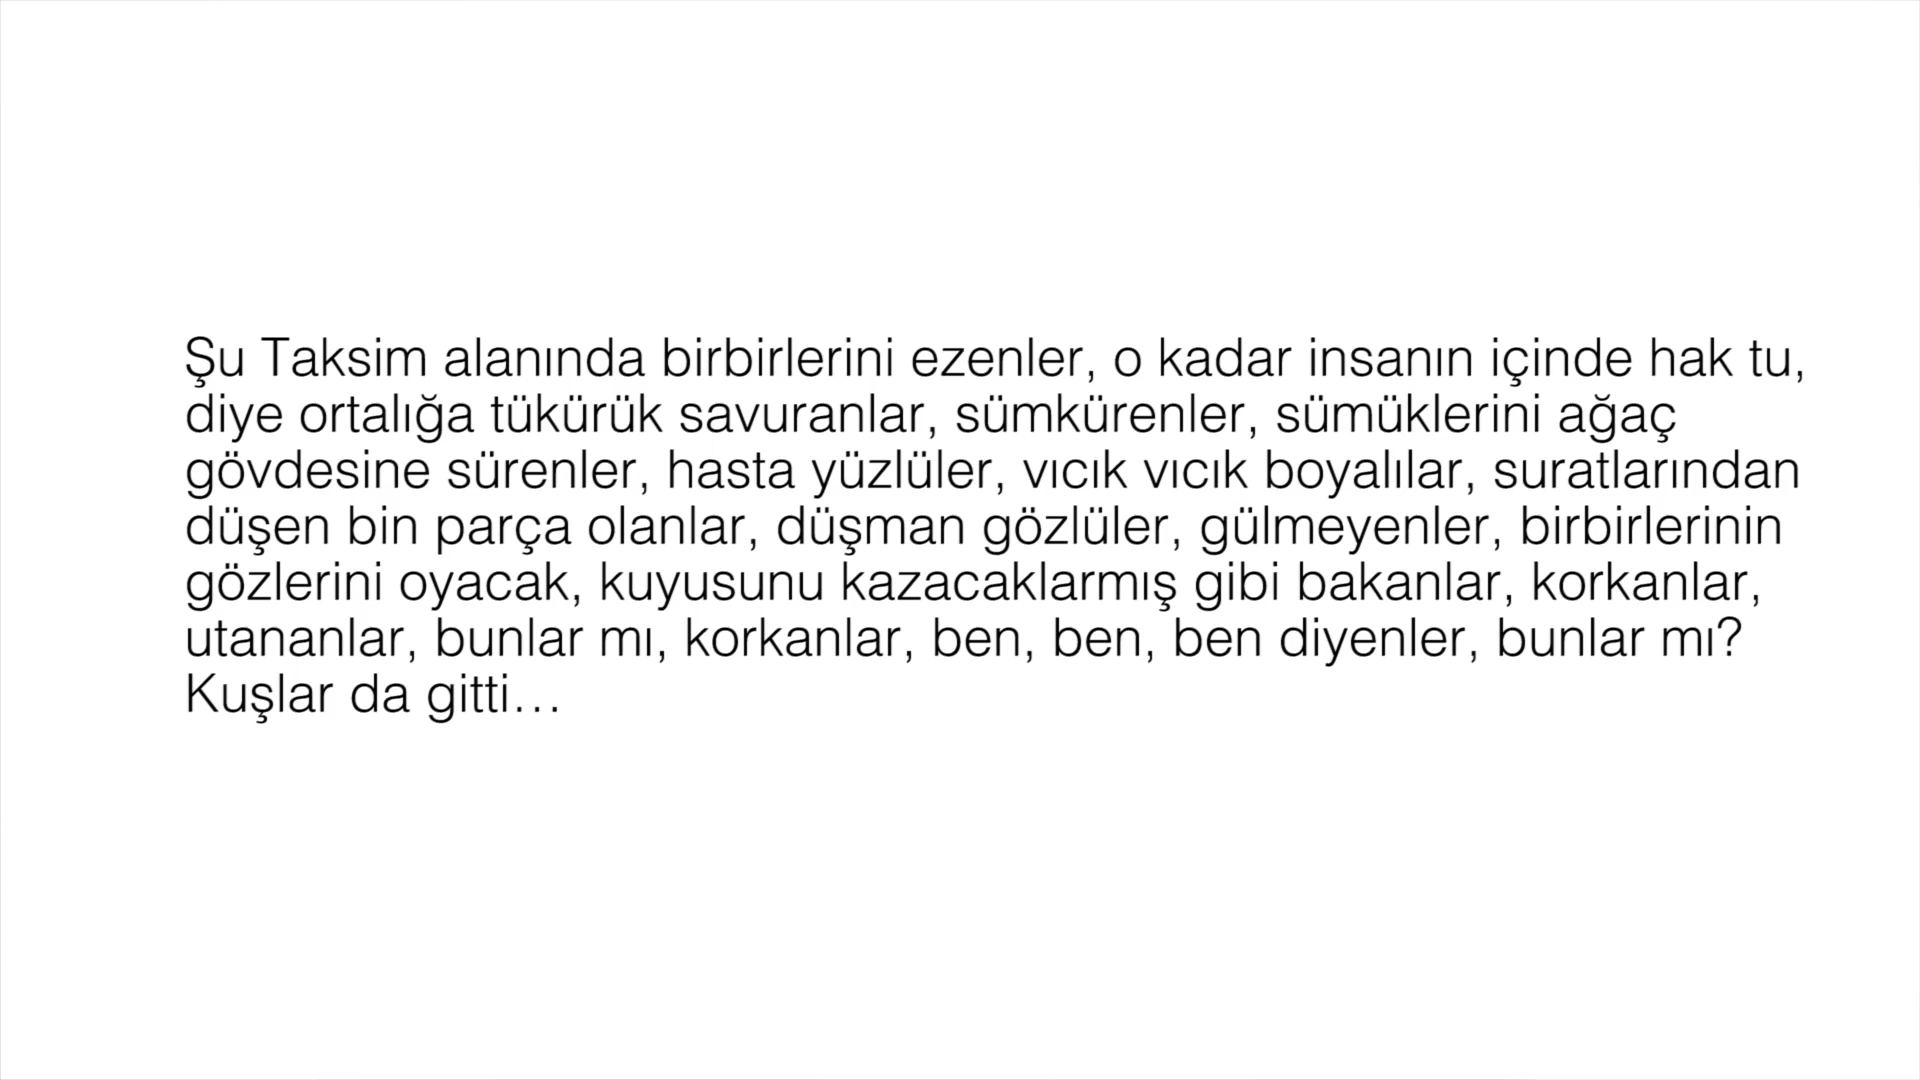 Şu Taksim alanında birbirlerini ezenler, o kadar insanın içinde hak tu,
diye ortalığa tükürük savuranlar, sümkürenler, sümüklerini ağaç
gövdesine sürenler, hasta yüzlüler, vıcık vıcık boyalılar, suratlarından
düşen bin parça olanlar, düşman gözlüler, gülmeyenler, birbirlerinin
gözlerini oyacak, kuyusunu kazacaklarmış gibi bakanlar, korkanlar,
utananlar, bunlar mı, korkanlar, ben, ben, ben diyenler, bunlar mı?
Kuşlar da gitti…